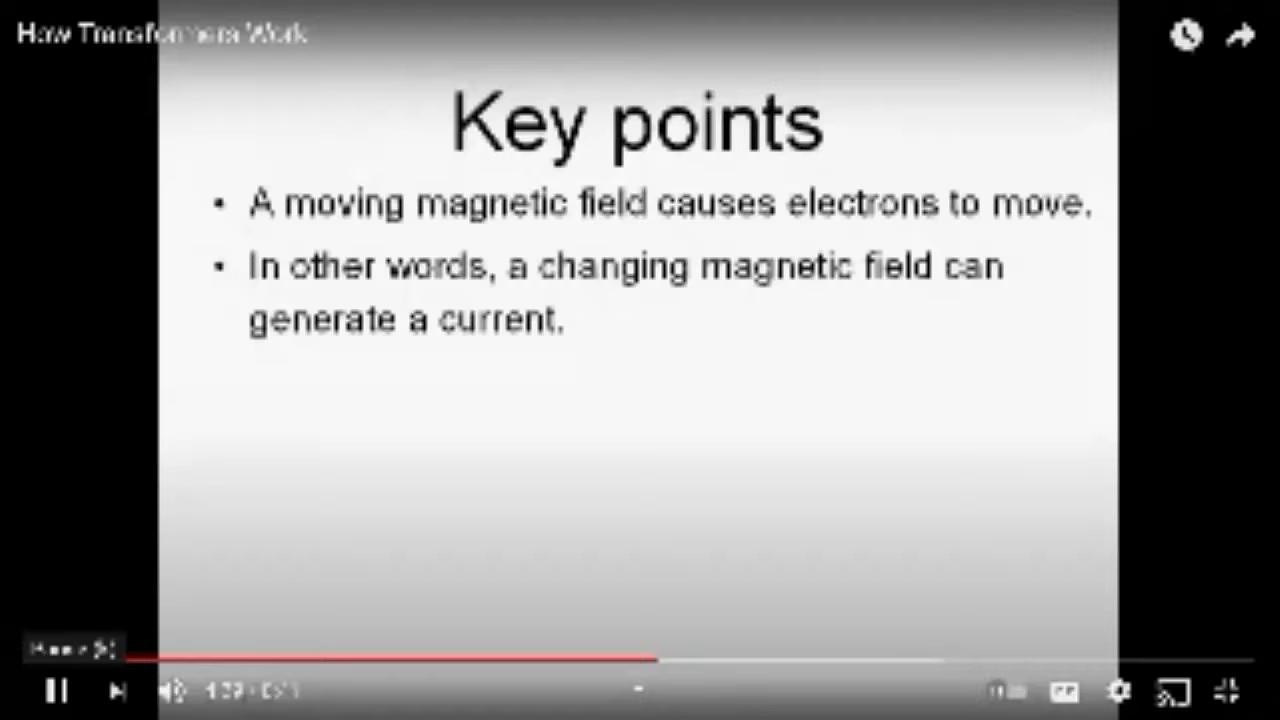 How Transformers Work
Key points
• A moving magnetic field causes electrons to move.
• In other words, a changing magnetic field can
generate a current.